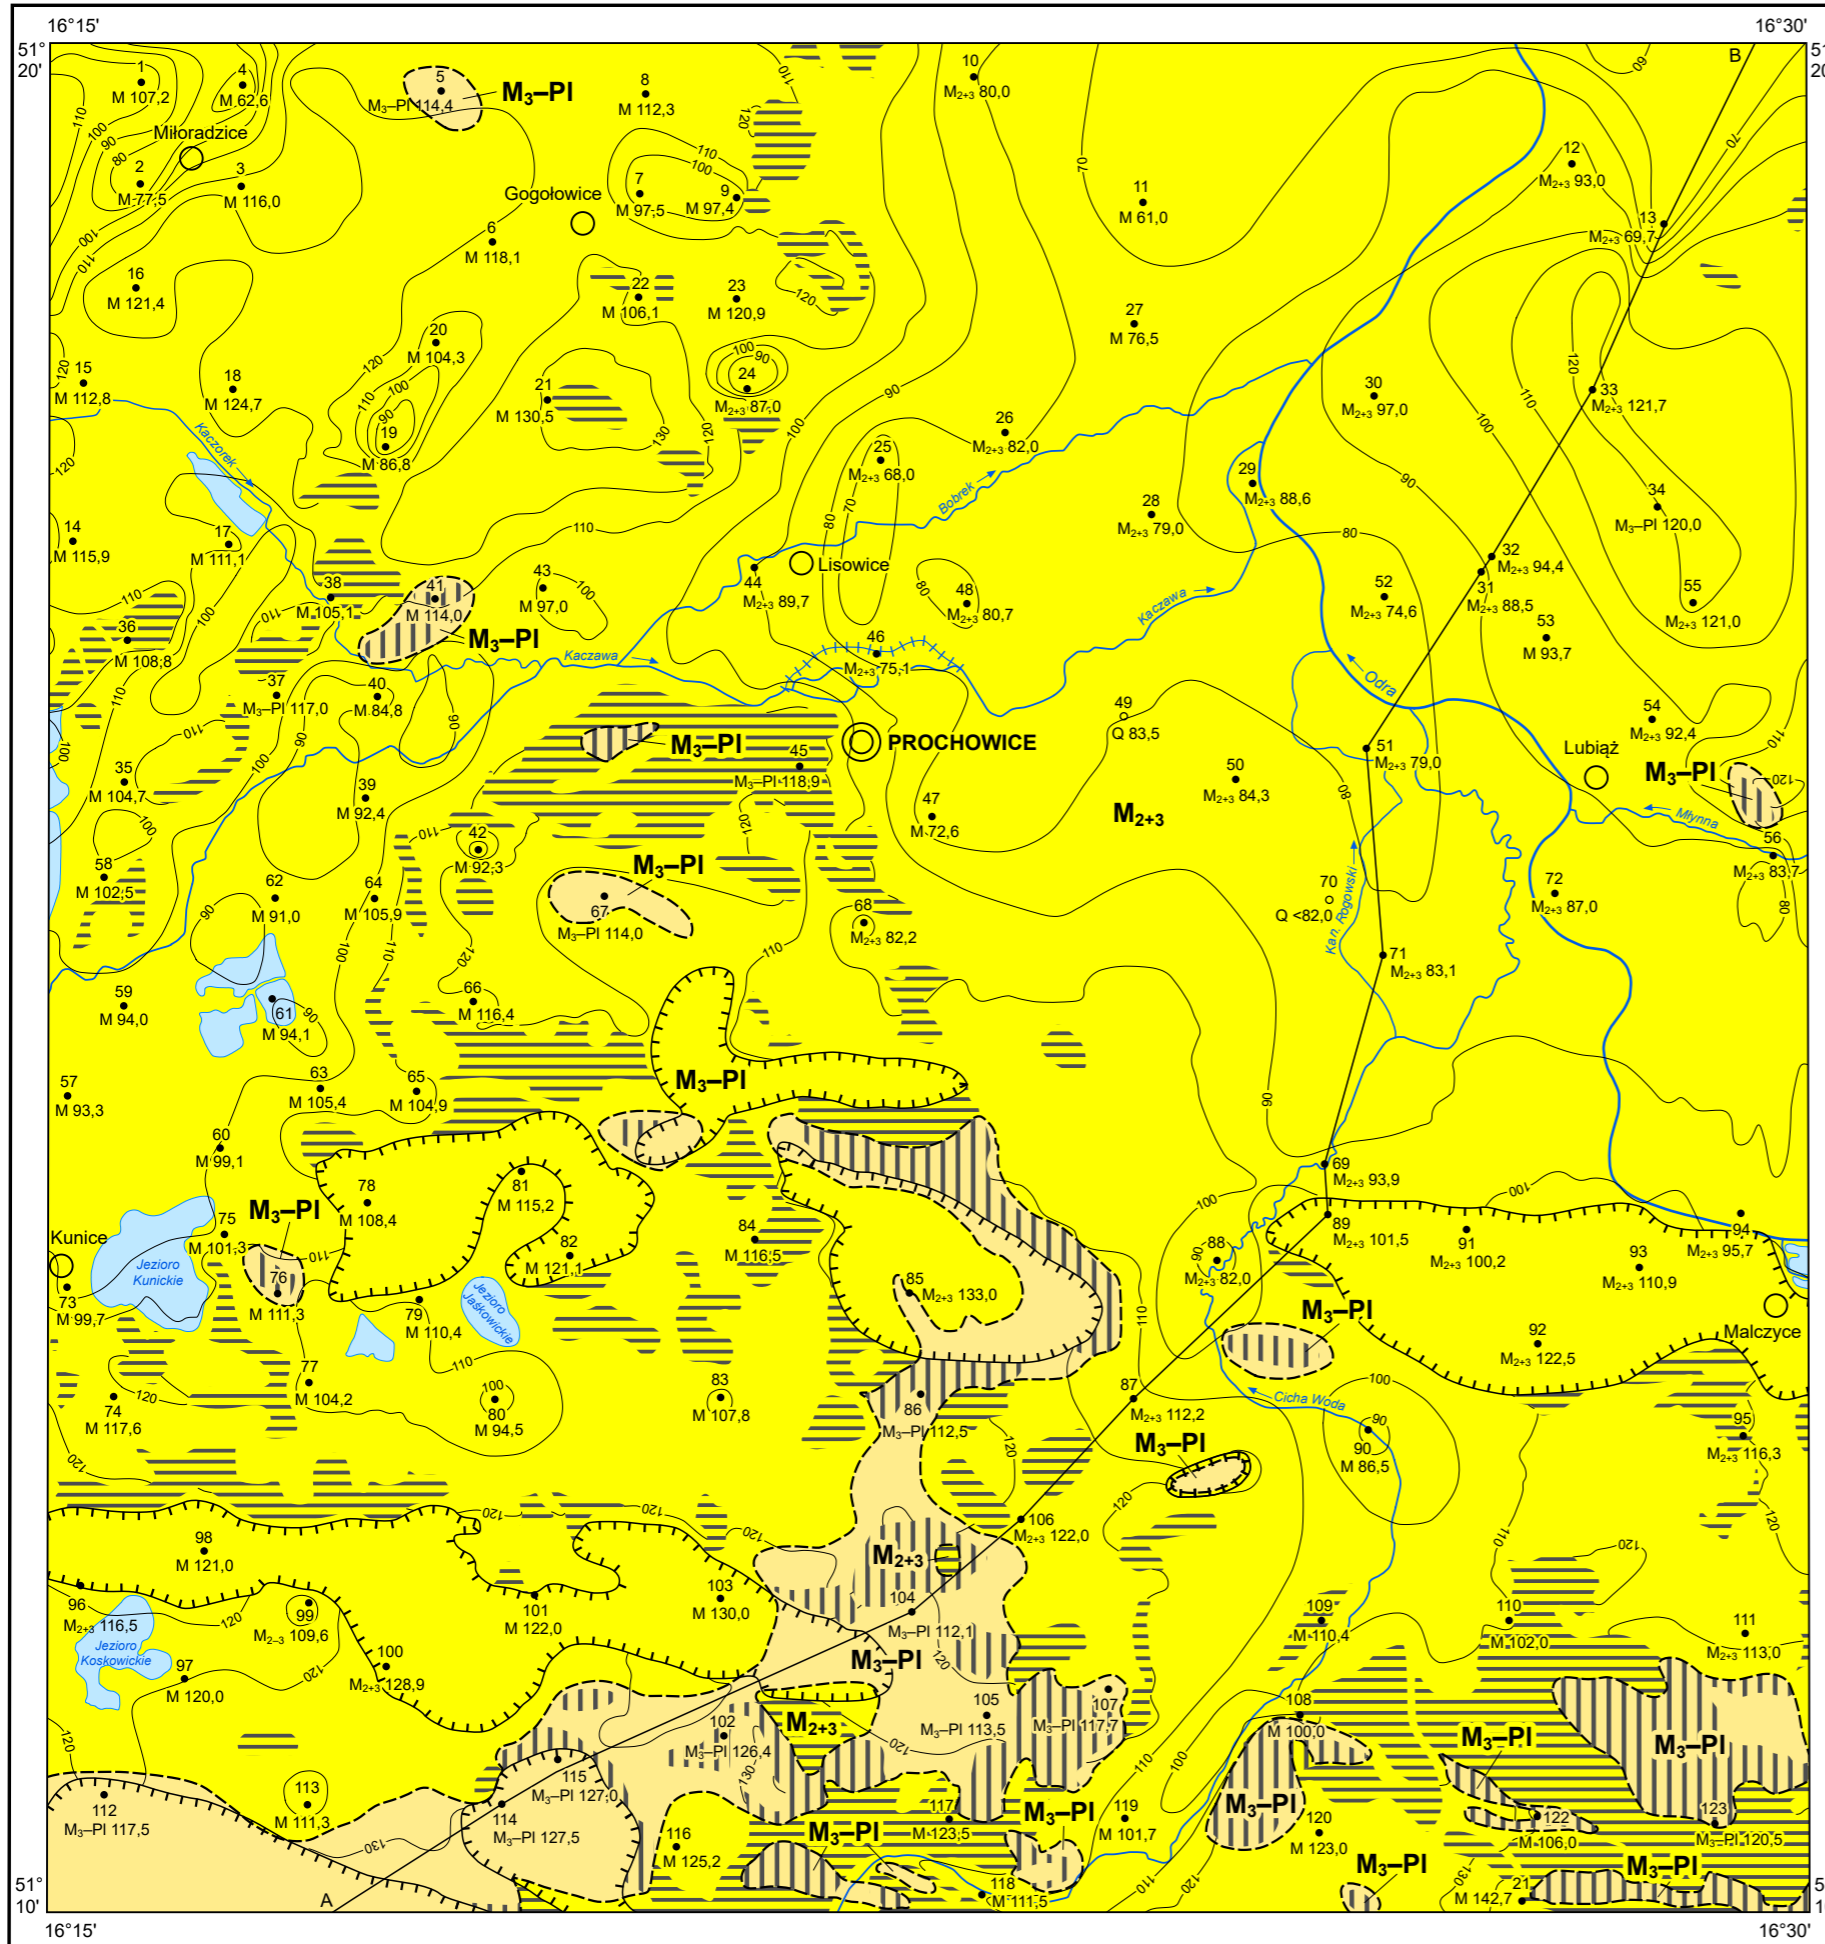 16°15'
16°30'
51°
20'
51
20
B
1
M 107,2
4
M 62,6
5
M₃–Pl 114,4
M₃–Pl
8
M 112,3
10
M₂₊₃ 80,0
Miłoradzice
2
M 77,5
3
M 116,0
Gogołowice
7
M 97,5
9
M 97,4
11
M 61,0
12
M₂₊₃ 93,0
13
M₂₊₃ 69,7
6
M 118,1
16
M 121,4
22
M 106,1
23
M 120,9
27
M 76,5
20
M 104,3
15
M 112,8
18
M 124,7
21
M 130,5
24
M₂₊₃ 87,0
30
M₂₊₃ 97,0
33
M₂₊₃ 121,7
Kaczorek
19
M 86,8
25
M₂₊₃ 68,0
26
M₂₊₃ 82,0
Bobrek
29
M₂₊₃ 88,6
28
M₂₊₃ 79,0
34
M₃–Pl 120,0
14
M 115,9
17
M 111,1
32
M₂₊₃ 94,4
31
M₂₊₃ 88,5
Lisowice
38
M 105,1
41
M 114,0
M₃–Pl
43
M 97,0
44
M₂₊₃ 89,7
48
M₂₊₃ 80,7
Kaczawa
52
M₂₊₃ 74,6
53
M 93,7
55
M₂₊₃ 121,0
36
M 108,8
Kaczawa
46
M₂₊₃ 75,1
Odra
37
M₃–Pl 117,0
40
M 84,8
49
Q 83,5
54
M₂₊₃ 92,4
M₃–Pl
45
M₃–Pl 118,9
PROCHOWICE
51
M₂₊₃ 79,0
Lubiąż
M₃–Pl
35
M 104,7
39
M 92,4
50
M₂₊₃ 84,3
47
M 72,6
M₂₊₃
Młynna
42
M 92,3
56
M₂₊₃ 83,7
58
M 102,5
62
M 91,0
64
M 105,9
M₃–Pl
67
M₃–Pl 114,0
68
M₂₊₃ 82,2
70
Q <82,0
Kan. Rogowski
72
M₂₊₃ 87,0
71
M₂₊₃ 83,1
59
M 94,0
61
M 94,1
66
M 116,4
57
M 93,3
63
M 105,4
65
M 104,9
M₃–Pl
60
M 99,1
69
M₂₊₃ 93,9
78
M 108,4
81
M 115,2
M₃–Pl
75
M 101,3
Kunice
Jezioro
Kunickie
82
M 121,1
84
M 116,5
88
M₂₊₃ 82,0
89
M₂₊₃ 101,5
91
M₂₊₃ 100,2
93
M₂₊₃ 110,9
94
M₂₊₃ 95,7
73
M 99,7
76
M 111,3
79
M 110,4
Jezioro
Jaśkowickie
85
M₂₊₃ 133,0
M₃–Pl
92
M₂₊₃ 122,5
Malczyce
77
M 104,2
74
M 117,6
80
M 94,5
83
M 107,8
86
M₃–Pl 112,5
87
M₂₊₃ 112,2
Cicha Woda
M₃–Pl
90
M 86,5
95
M₂₊₃ 116,3
98
M 121,0
106
M₂₊₃ 122,0
M₂₊₃
96
M₂₊₃ 116,5
Jezioro
Koskowickie
99
M₂₋₃ 109,6
101
M 122,0
103
M 130,0
104
M₃–Pl 112,1
109
M 110,4
110
M 102,0
111
M₂₊₃ 113,0
97
M 120,0
100
M₂₊₃ 128,9
M₃–Pl
102
M₃–Pl 126,4
M₂₊₃
105
M₃–Pl 113,5
107
M₃–Pl 117,7
108
M 100,0
M₃–Pl
M₃–Pl
115
M₃–Pl 127,0
113
M 111,3
112
M₃–Pl 117,5
114
M₃–Pl 127,5
116
M 125,2
M₃–Pl
117
M 123,5
M₃–Pl
119
M 101,7
M₃–Pl
120
M 123,0
122
M 106,0
123
M₃–Pl 120,5
M₃–Pl
M₃–Pl
118
M 111,5
21
M 142,7
A
51°
10'
5
1
16°15'
16°30'